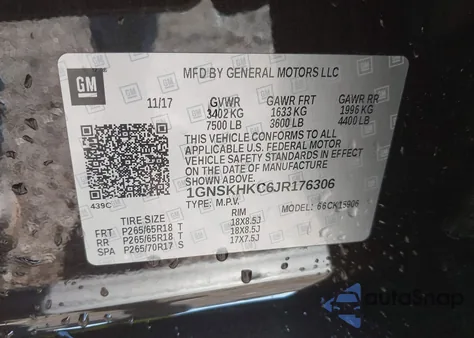 GM
MFD BY GENERAL MOTORS LLC
11/17 GVWR GAWR FRT GAWR RR
3402 KG 1633 KG 1996 KG
7500 LB 3600 LB 4400 LB
THIS VEHICLE CONFORMS TO ALL
APPLICABLE U.S. FEDERAL MOTOR
VEHICLE SAFETY STANDARDS IN EFFECT
ON THE DATE OF MANUFACTURE
SHOWN ABOVE.
1GNSKHKC6JR176306
439C
TYPE: M.P.V. MODEL: 66CK15906
RIM
FRT P265/65R18 T 18X8.5J
RR P265/65R18 T 18X8.5J
SPA P265/70R17 S 17X7.5J
autoSnap